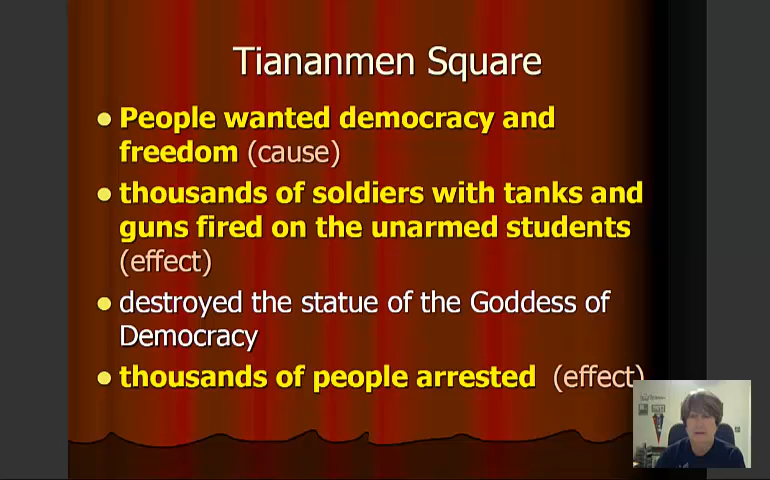 Tiananmen Square
People wanted democracy and
freedom (cause)
thousands of soldiers with tanks and
guns fired on the unarmed students
(effect)
destroyed the statue of the Goddess of
Democracy
thousands of people arrested (effect)